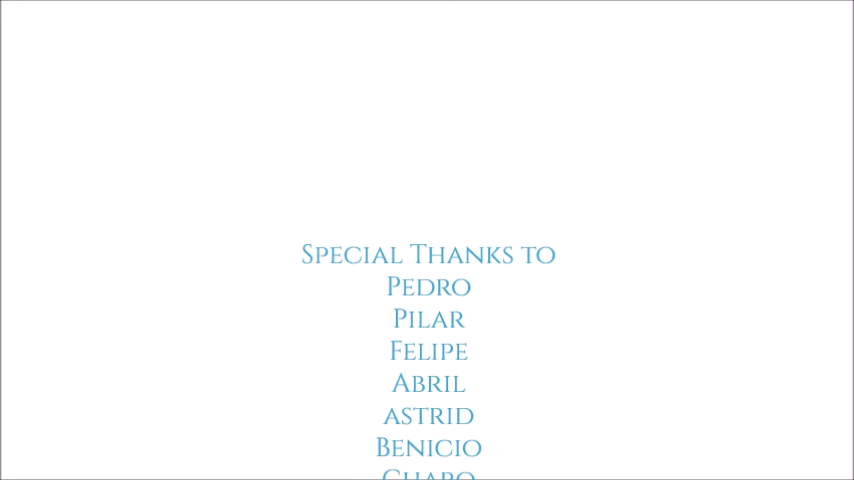 Special Thanks to
Pedro
Pilar
Felipe
Abril
astrid
Benicio